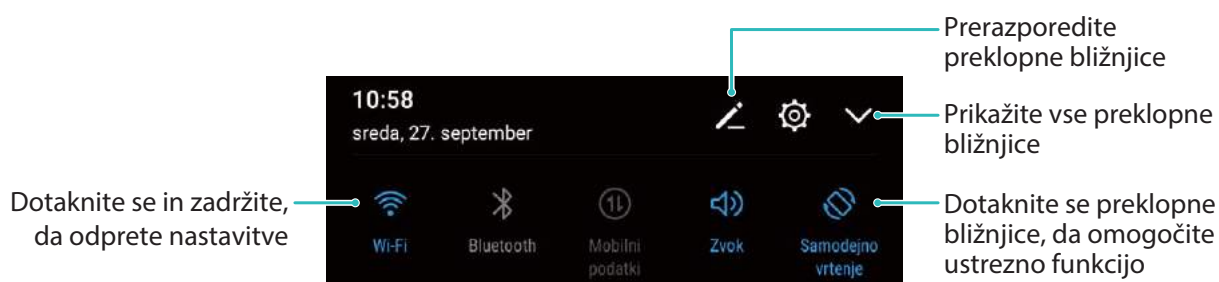 Prerazporedite
preklopne bližnjice
10:58
sreda, 27. september
Prikažite vse preklopne
bližnjice
Dotaknite se in zadržite,
da odprete nastavitve
Wi-Fi
Bluetooth
Mobilni
podatki
Zvok
Samodejno
vrtenje
Dotaknite se preklopne
bližnjice, da omogočite
ustrezno funkcijo